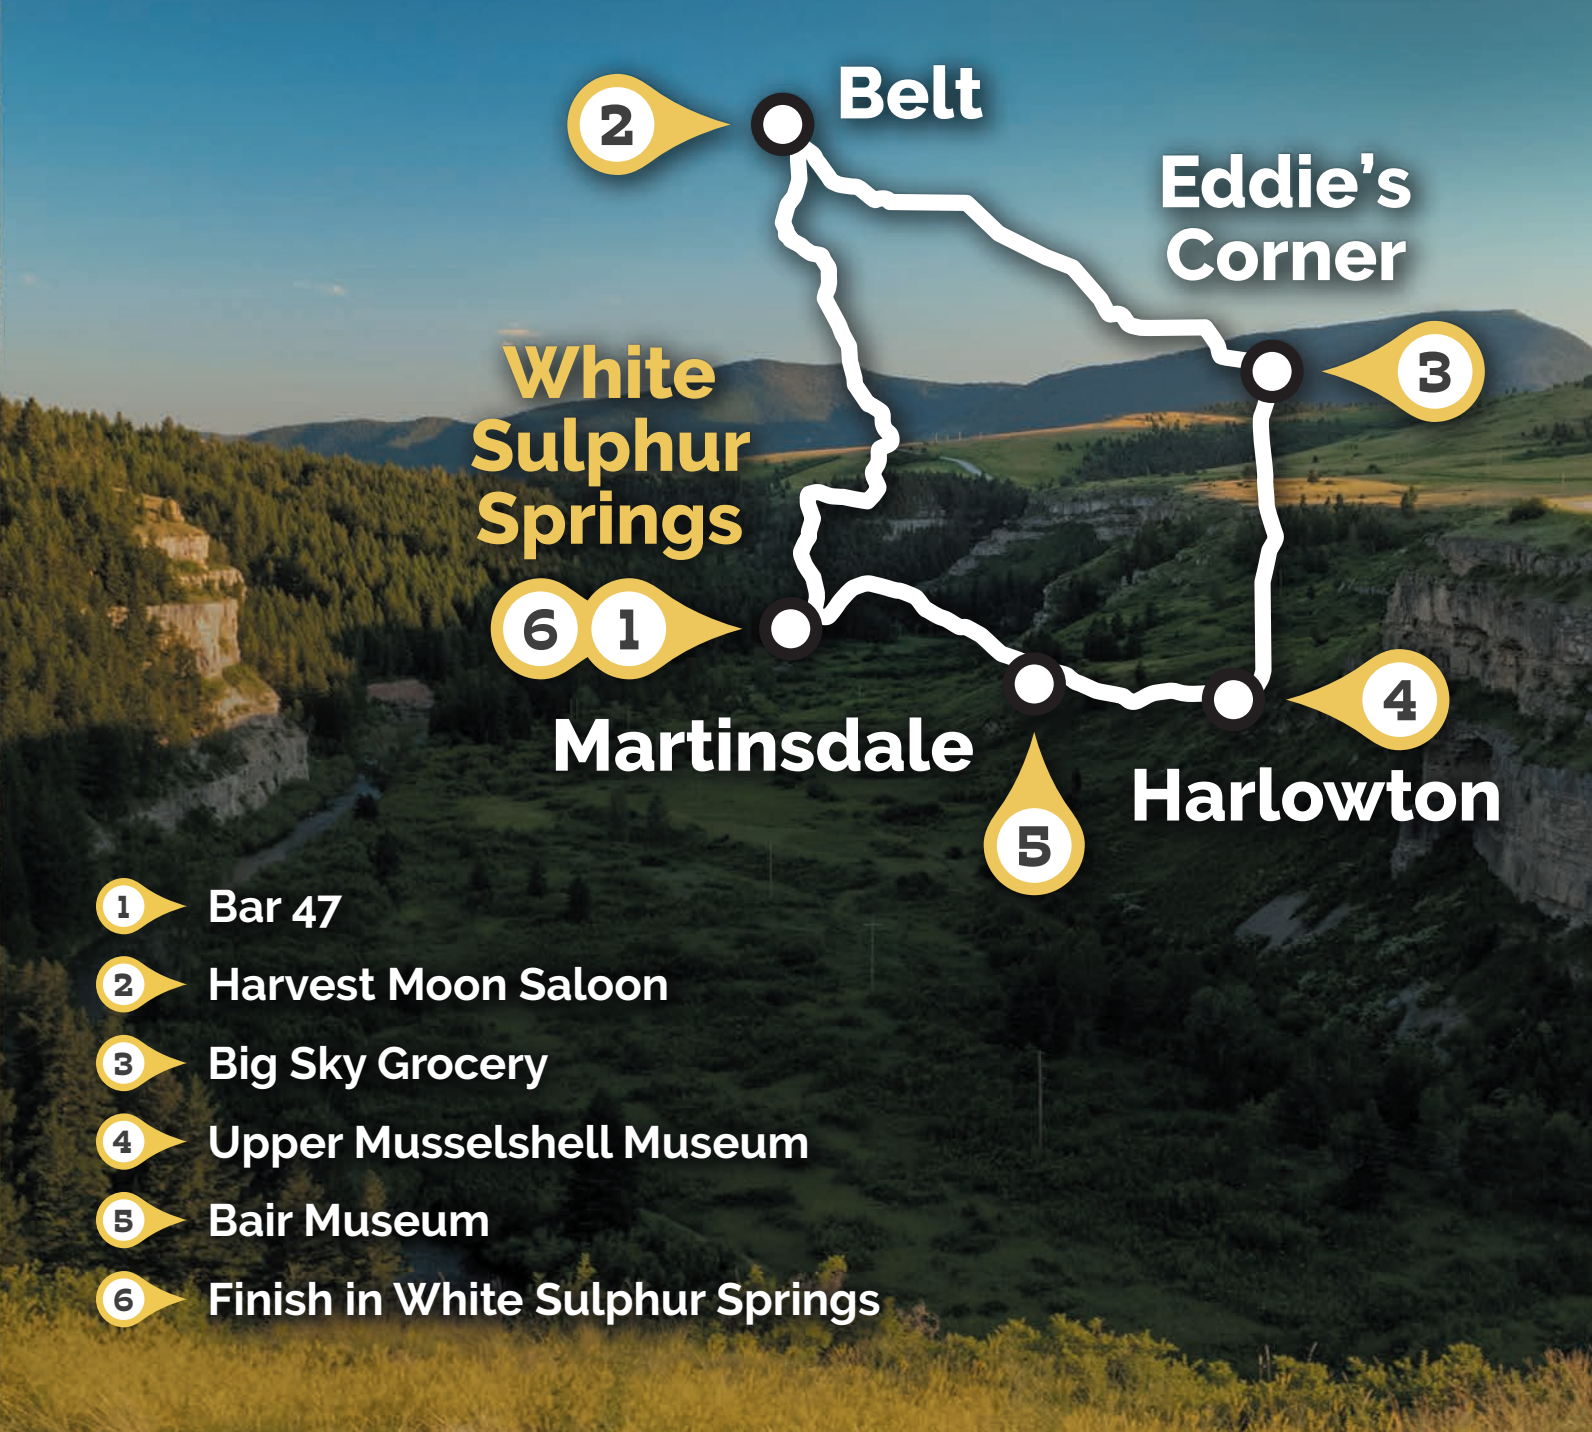 2
Belt
Eddie's
Corner
3
White
Sulphur
Springs
6 1
4
Martinsdale
Harlowton
5
1 Bar 47
2 Harvest Moon Saloon
3 Big Sky Grocery
4 Upper Musselshell Museum
5 Bair Museum
6 Finish in White Sulphur Springs